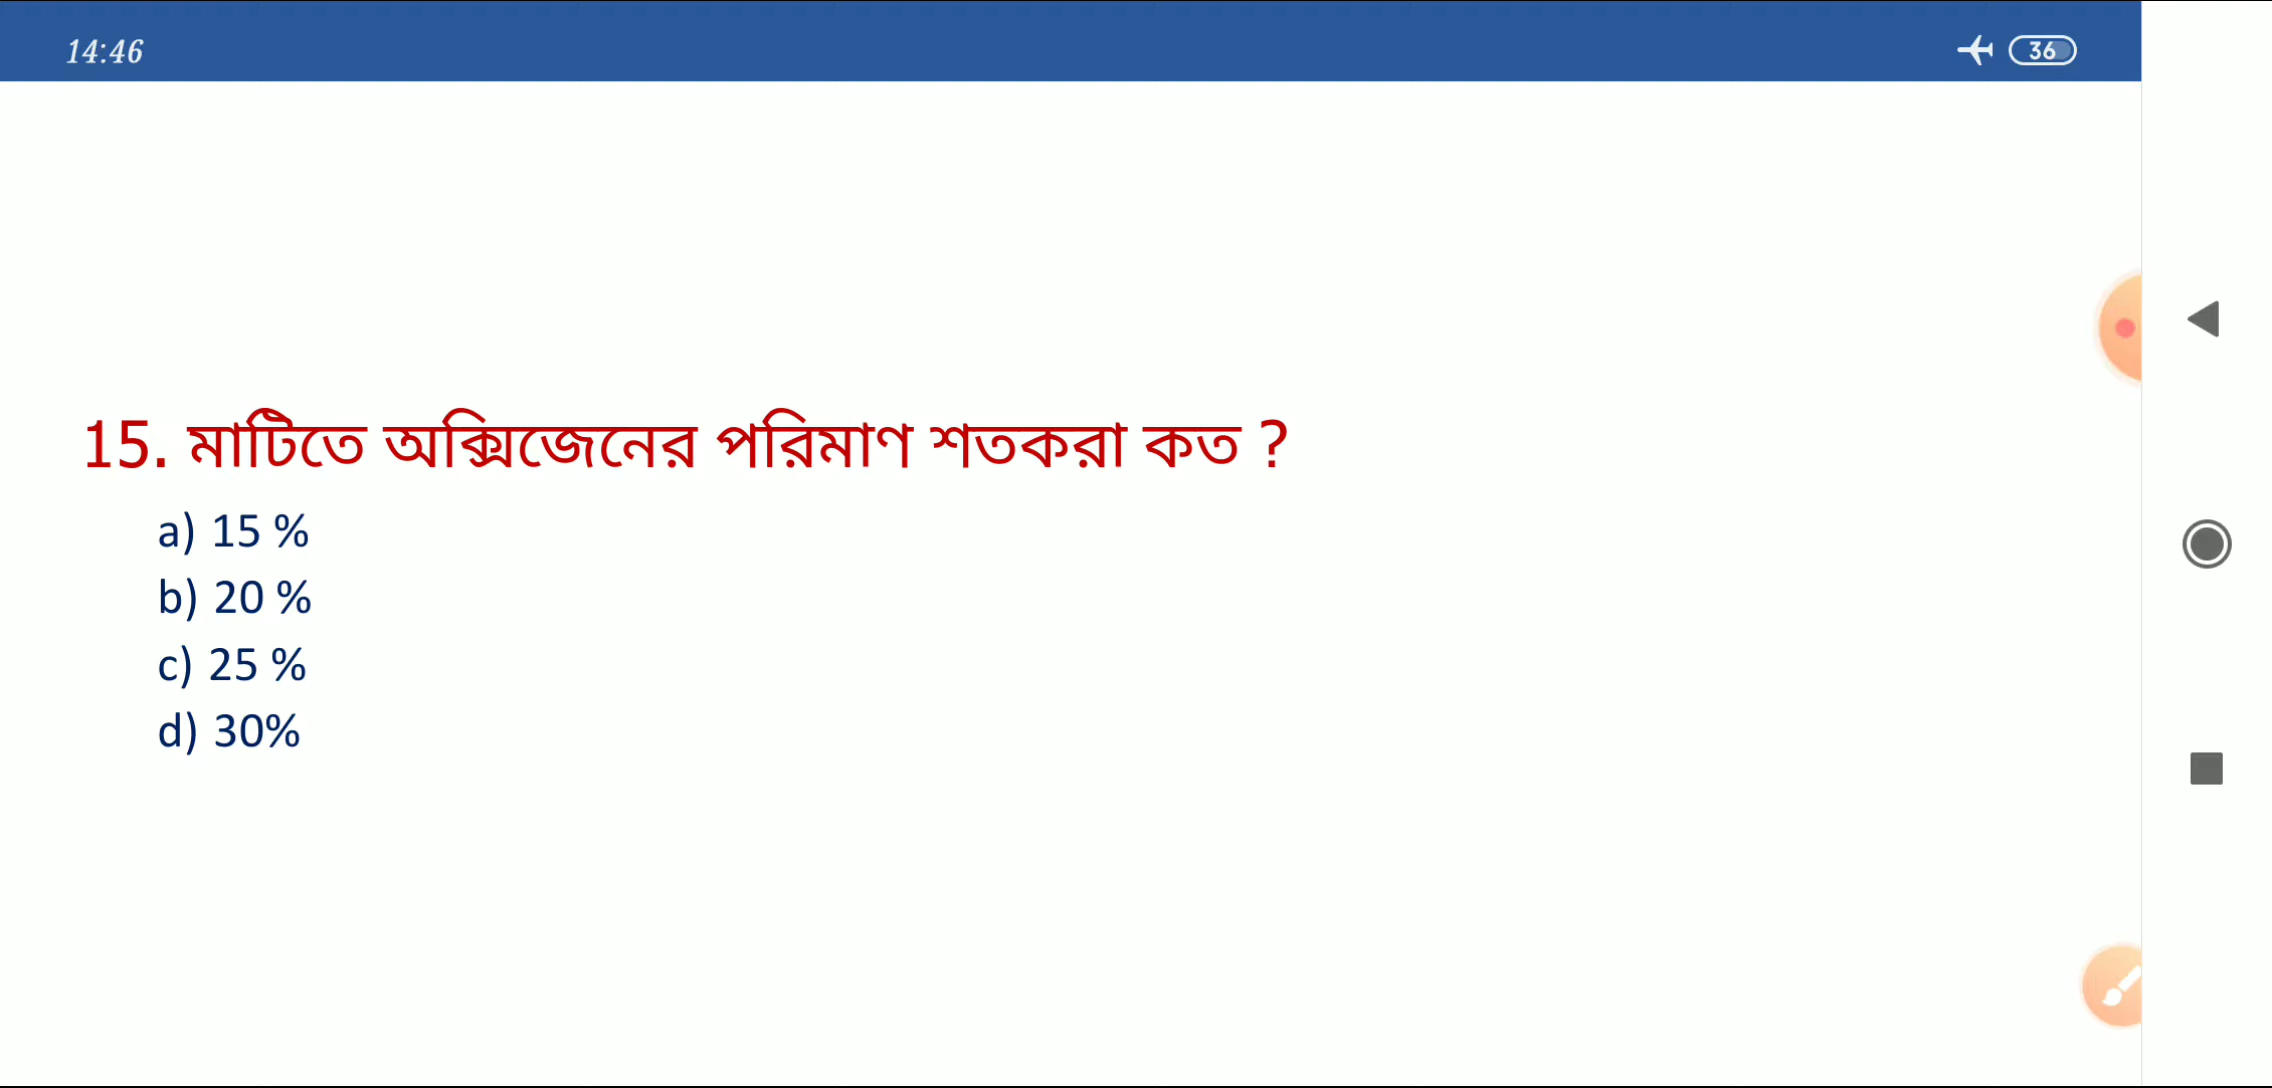 14:46
36
15. মাটিতে অক্সিজেনের পরিমাণ শতকরা কত ?
a) 15 %
b) 20 %
c) 25 %
d) 30%